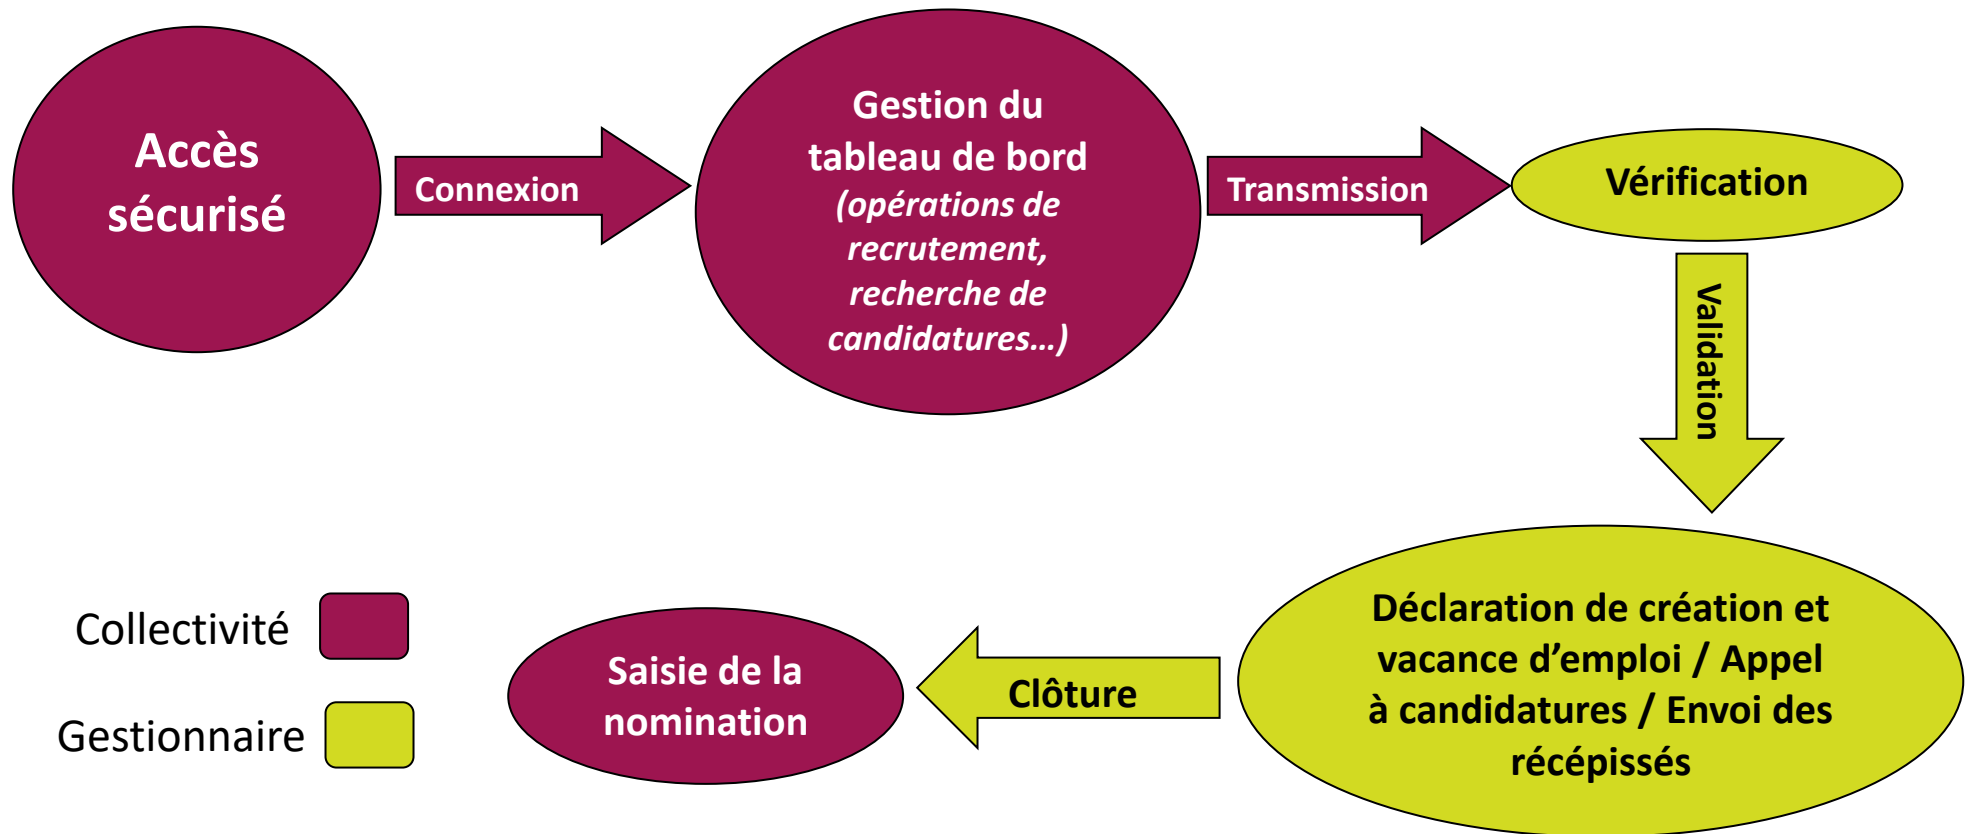 Accès
sécurisé
Connexion
Gestion du
tableau de bord
(opérations de
recrutement,
recherche de
candidatures…)
Transmission
Vérification
Validation
Déclaration de création et
vacance d’emploi / Appel
à candidatures / Envoi des
récépissés
Clôture
Saisie de la
nomination
Collectivité
Gestionnaire